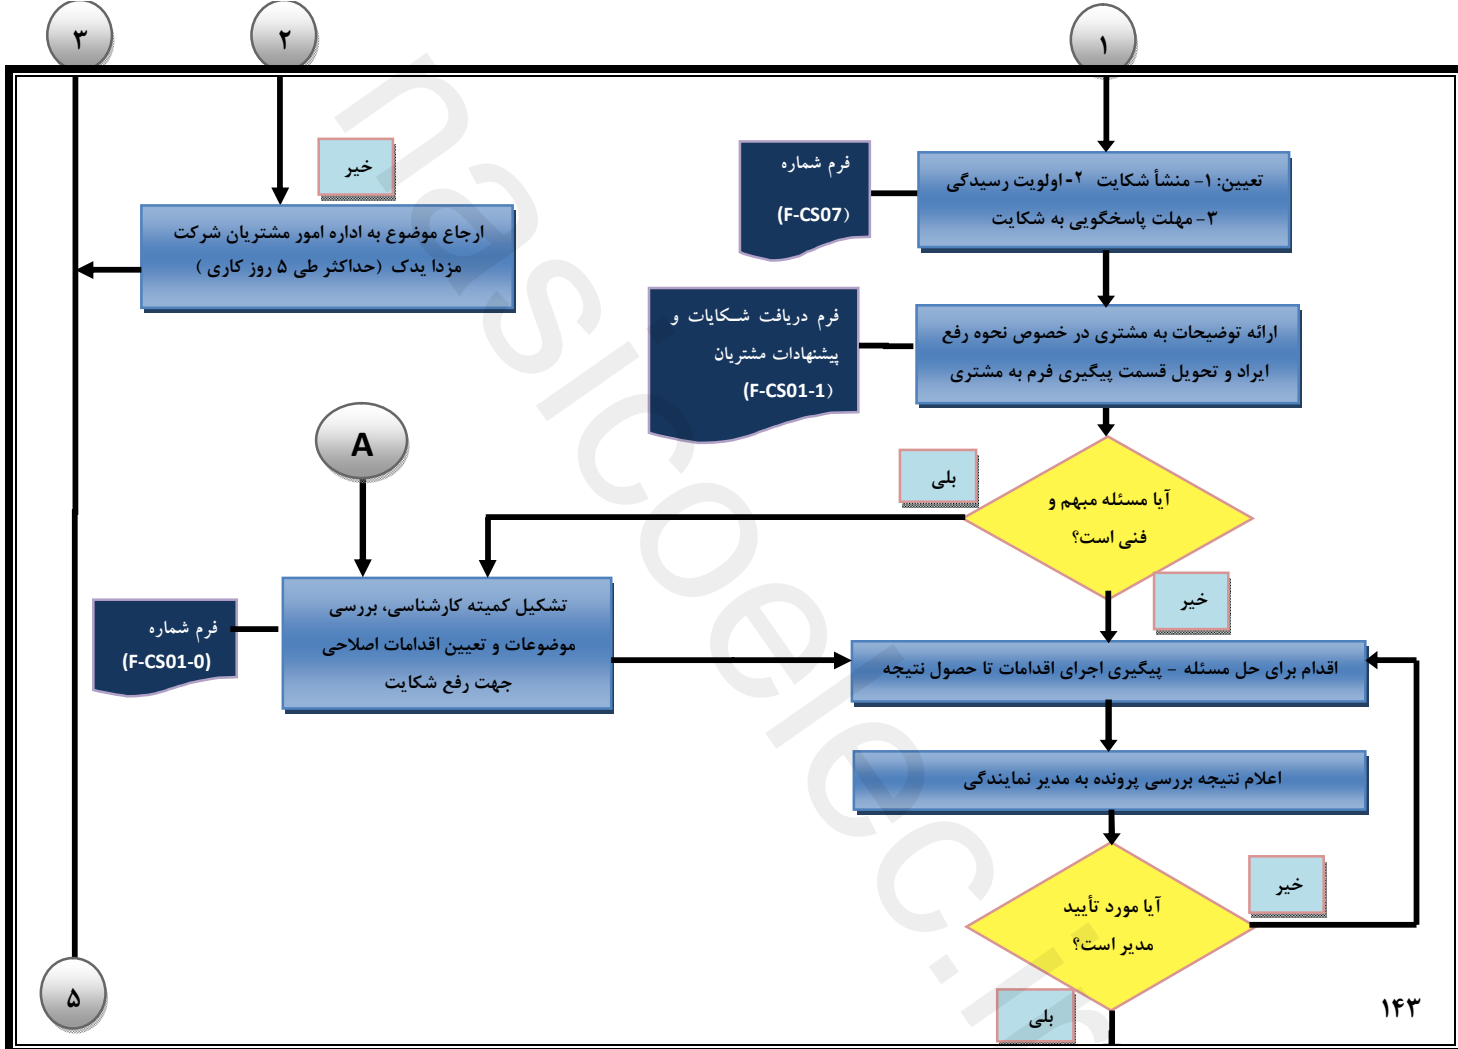 ۱
۲
۳
تعیین: ۱- منشأ شکایت ۲- اولویت رسیدگی
۳- مهلت پاسخگویی به شکایت
فرم شماره
(F-CS07)
خیر
ارجاع موضوع به اداره امور مشتریان شرکت
مزدا یدک (حداکثر طی ۵ روز کاری )
ارائه توضیحات به مشتری در خصوص نحوه رفع
ایراد و تحویل قسمت پیگیری فرم به مشتری
فرم دریافت شکایات و
پیشنهادات مشتریان
(F-CS01-1)
A
بلی
آیا مسئله مبهم و
فنی است؟
خیر
تشکیل کمیته کارشناسی، بررسی
موضوعات و تعیین اقدامات اصلاحی
جهت رفع شکایت
فرم شماره
(F-CS01-0)
اقدام برای حل مسئله - پیگیری اجرای اقدامات تا حصول نتیجه
اعلام نتیجه بررسی پرونده به مدیر نمایندگی
آیا مورد تأیید
مدیر است؟
خیر
بلی
۵
۱۴۳
nasicoelec.ir